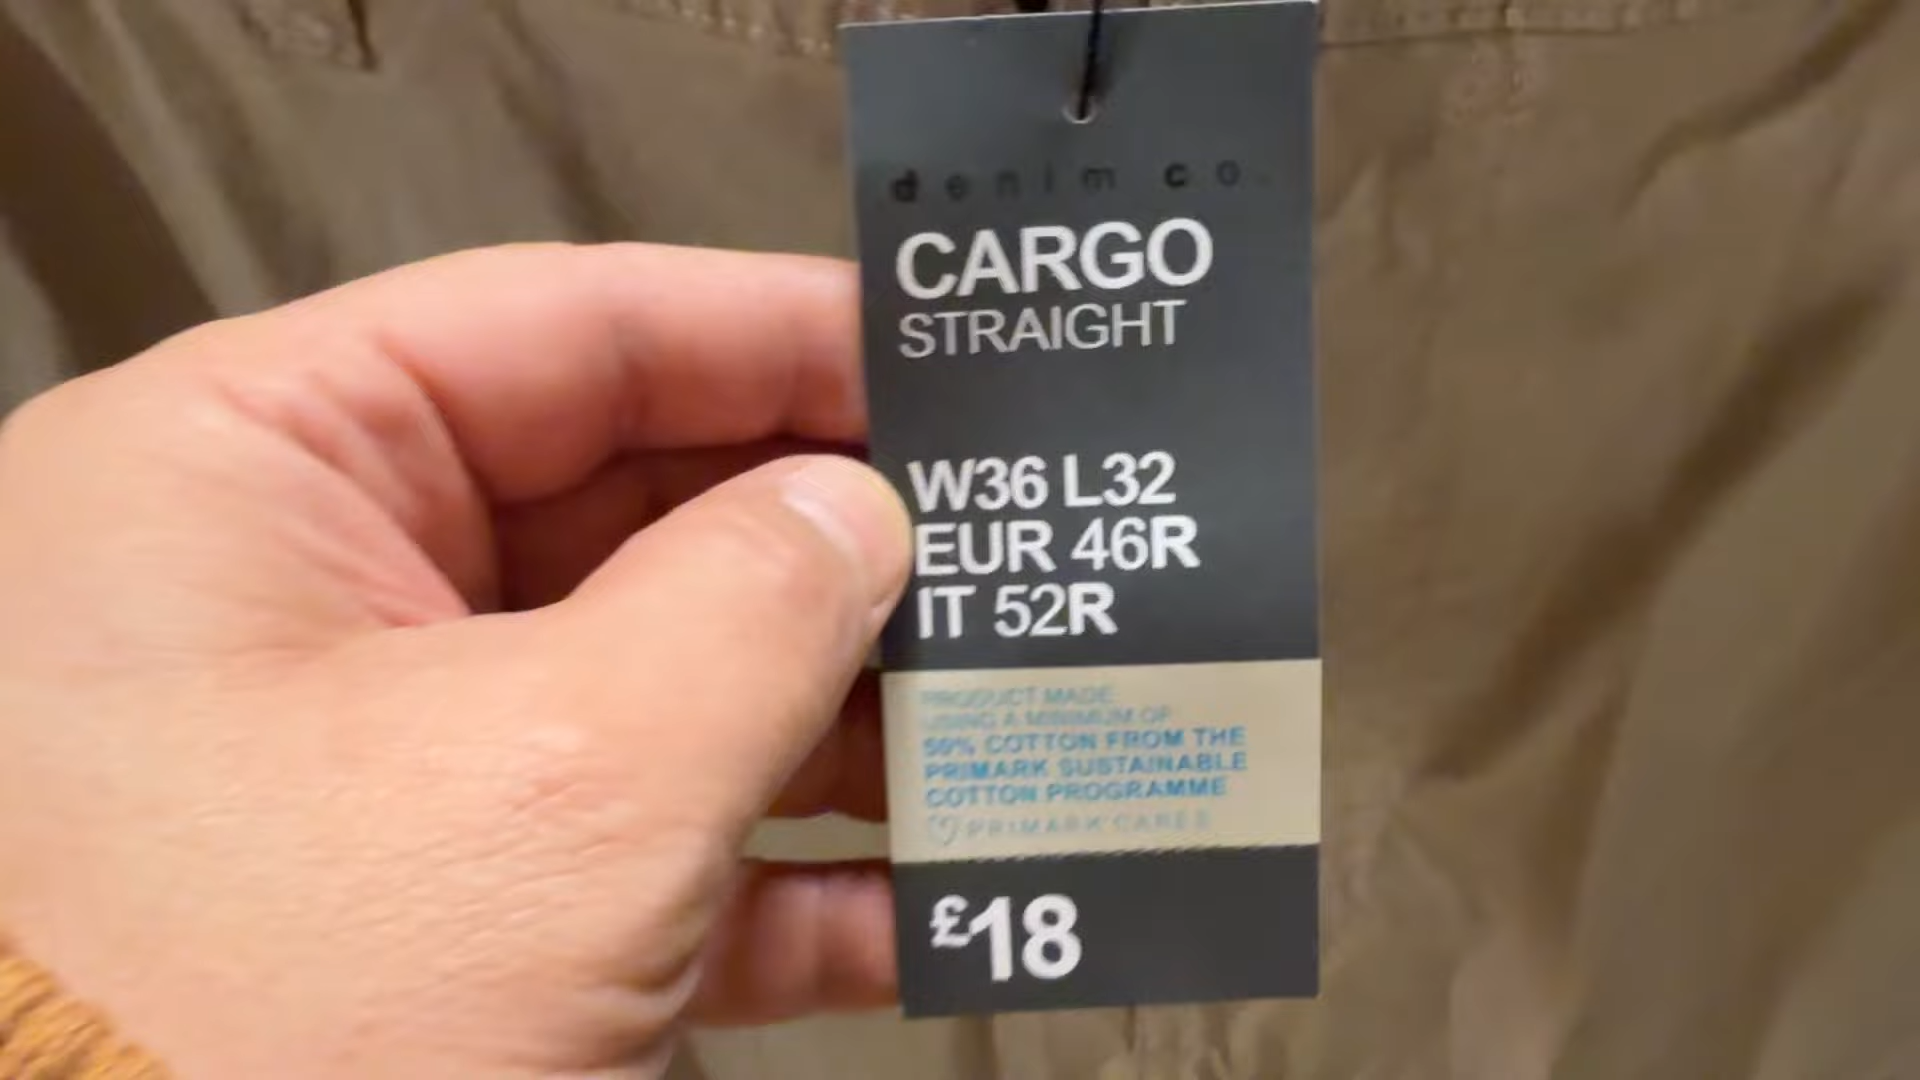 denim co.
CARGO
STRAIGHT
W36 L32
EUR 46R
IT 52R
PRODUCT MADE
USING A MINIMUM OF
50% COTTON FROM THE
PRIMARK SUSTAINABLE
COTTON PROGRAMME
PRIMARK CARES
£18